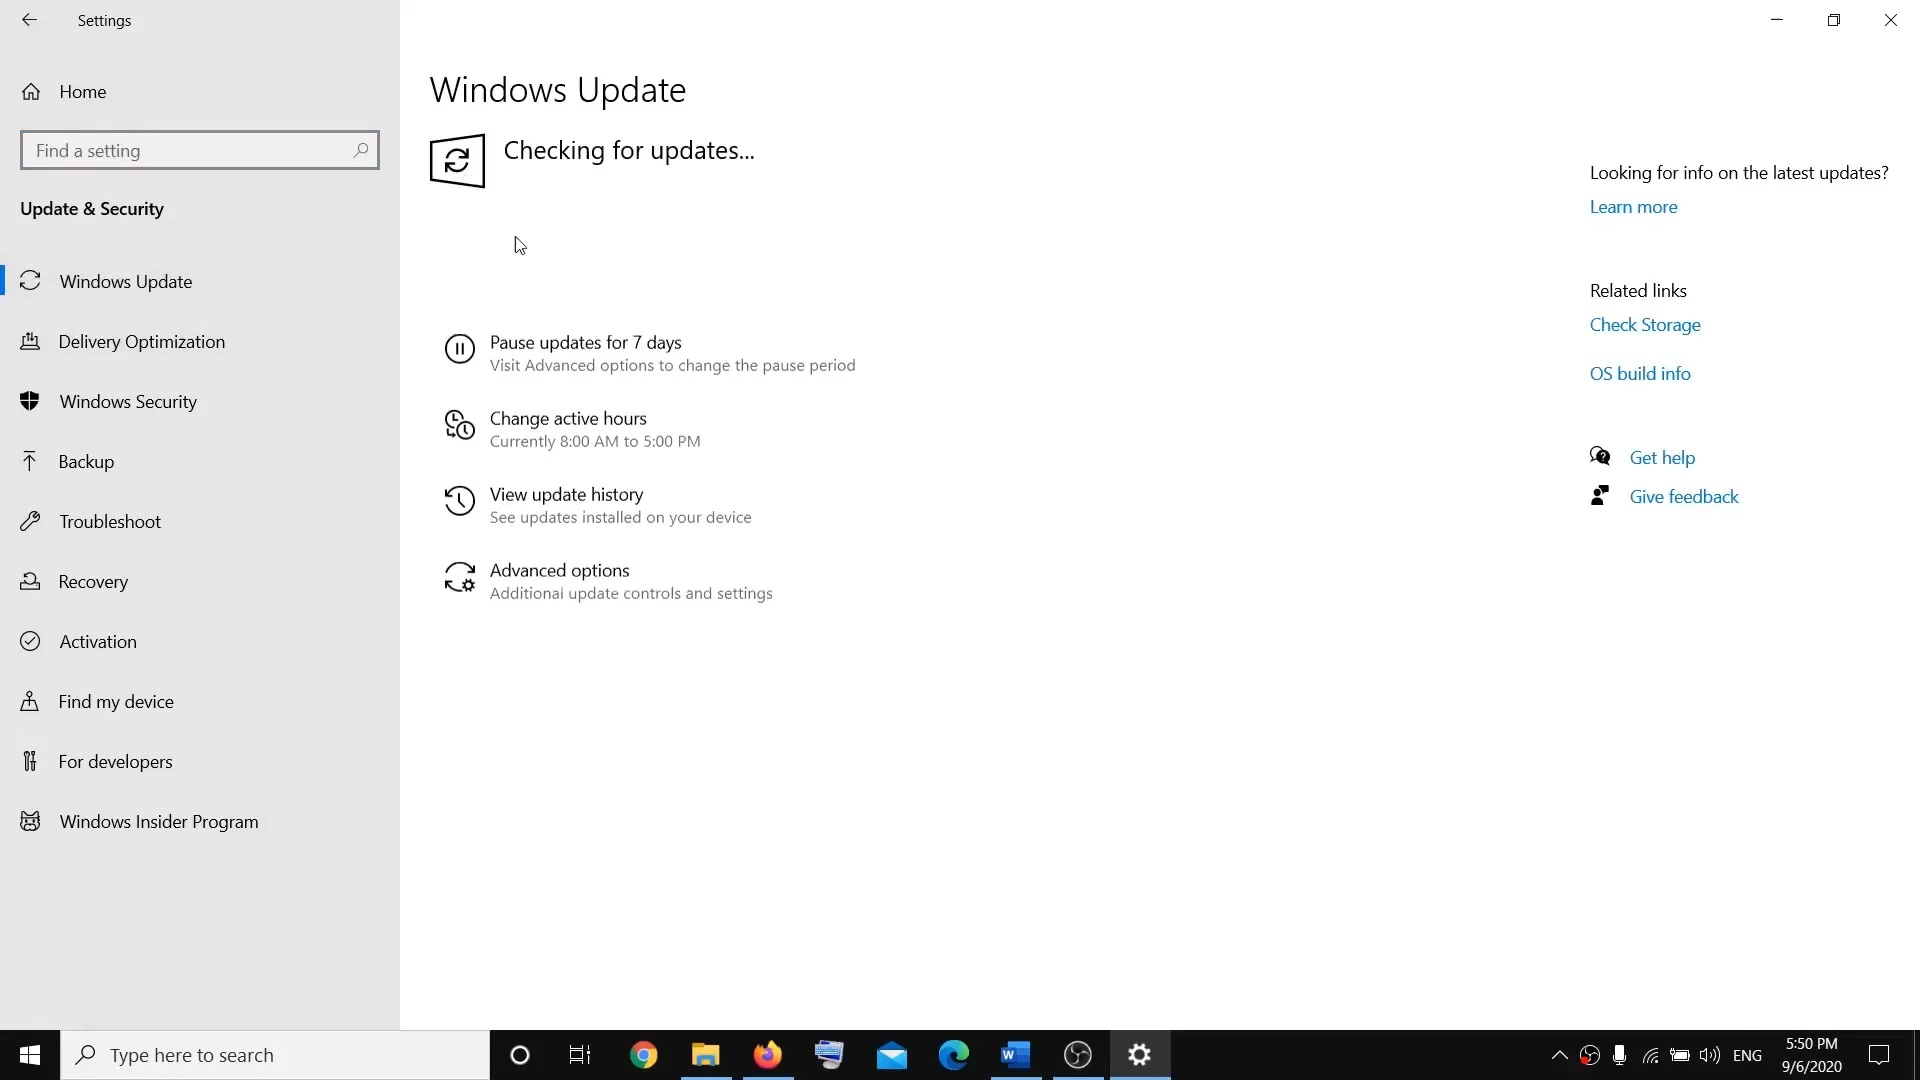 Settings
Home
Find a setting
Update & Security
Windows Update
Delivery Optimization
Windows Security
Backup
Troubleshoot
Recovery
Activation
Find my device
For developers
Windows Insider Program
Windows Update
Checking for updates...
Pause updates for 7 days
Visit Advanced options to change the pause period
Change active hours
Currently 8:00 AM to 5:00 PM
View update history
See updates installed on your device
Advanced options
Additional update controls and settings
Looking for info on the latest updates?
Learn more
Related links
Check Storage
OS build info
Get help
Give feedback
Type here to search
ENG
5:50 PM
9/6/2020